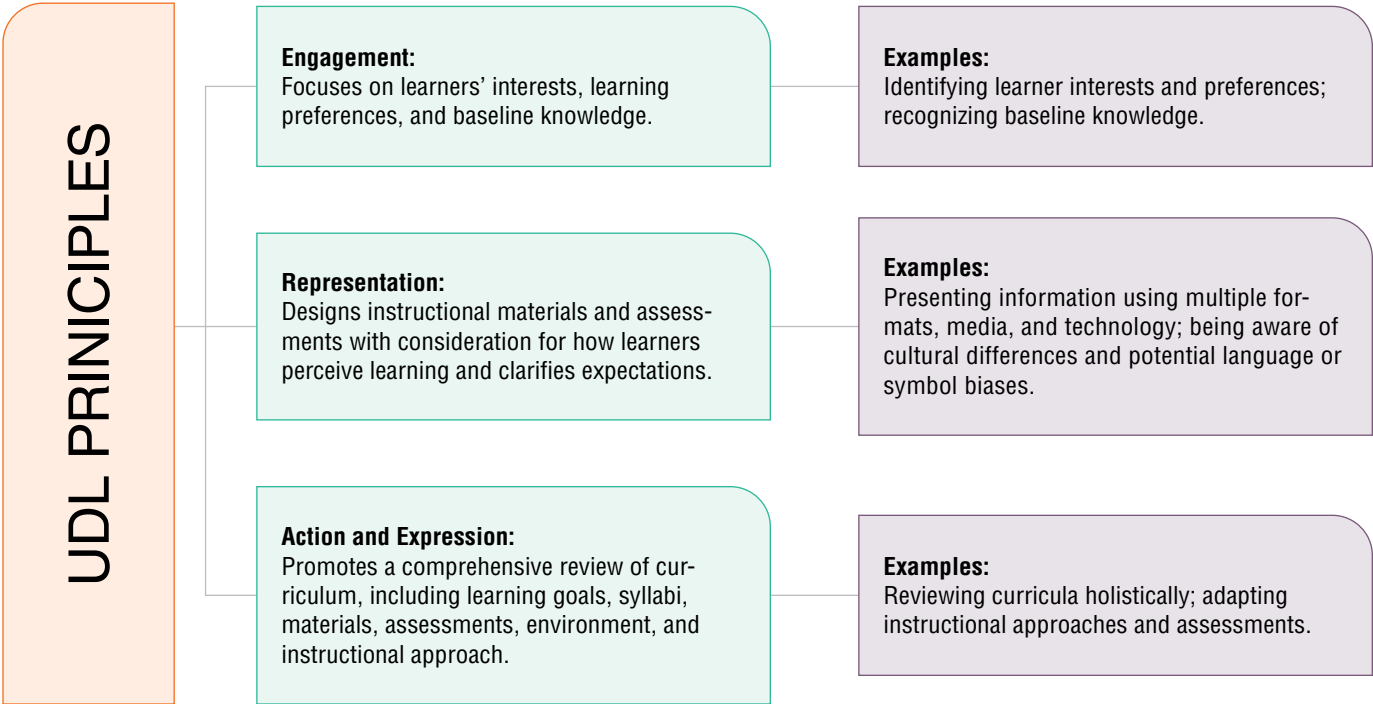 UDL PRINICIPLES
Engagement:
Focuses on learners’ interests, learning
preferences, and baseline knowledge.
Examples:
Identifying learner interests and preferences;
recognizing baseline knowledge.
Representation:
Designs instructional materials and assess-
ments with consideration for how learners
perceive learning and clarifies expectations.
Examples:
Presenting information using multiple for-
mats, media, and technology; being aware of
cultural differences and potential language or
symbol biases.
Action and Expression:
Promotes a comprehensive review of cur-
riculum, including learning goals, syllabi,
materials, assessments, environment, and
instructional approach.
Examples:
Reviewing curricula holistically; adapting
instructional approaches and assessments.